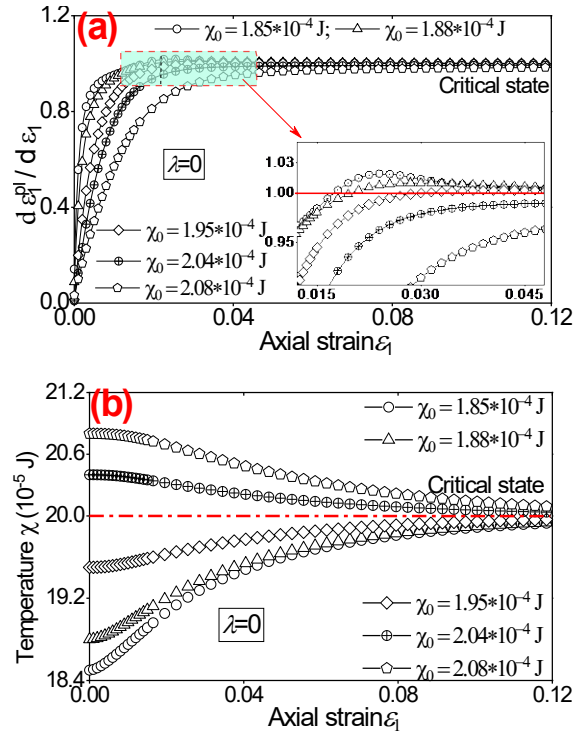 (a)
χ₀ = 1.85*10⁻⁴ J; χ₀ = 1.88*10⁻⁴ J
1.2
0.8
0.4
0.0
d ε₁ᵖˡ / d ε₁
Critical state
λ=0
1.03
1.00
0.95
0.015 0.030 0.045
χ₀ = 1.95*10⁻⁴ J
χ₀ = 2.04*10⁻⁴ J
χ₀ = 2.08*10⁻⁴ J
0.00 0.04 0.08 0.12
Axial strain ε₁
(b)
21.2
20.6
20.0
19.2
18.4
Temperature χ (10⁻⁵ J)
χ₀ = 1.85*10⁻⁴ J
χ₀ = 1.88*10⁻⁴ J
Critical state
λ=0
χ₀ = 1.95*10⁻⁴ J
χ₀ = 2.04*10⁻⁴ J
χ₀ = 2.08*10⁻⁴ J
0.00 0.04 0.08 0.12
Axial strain ε₁